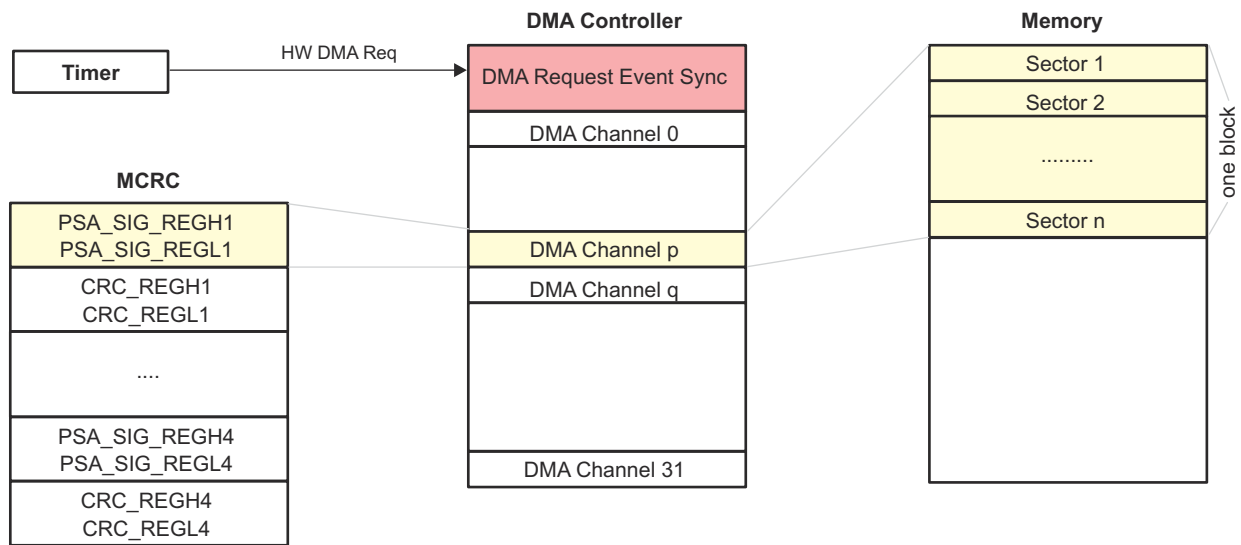 DMA Controller
Memory
Timer
HW DMA Req
DMA Request Event Sync
DMA Channel 0
DMA Channel p
DMA Channel q
DMA Channel 31
MCRC
PSA_SIG_REGH1
PSA_SIG_REGL1
CRC_REGH1
CRC_REGL1
....
PSA_SIG_REGH4
PSA_SIG_REGL4
CRC_REGH4
CRC_REGL4
Sector 1
Sector 2
.........
Sector n
one block